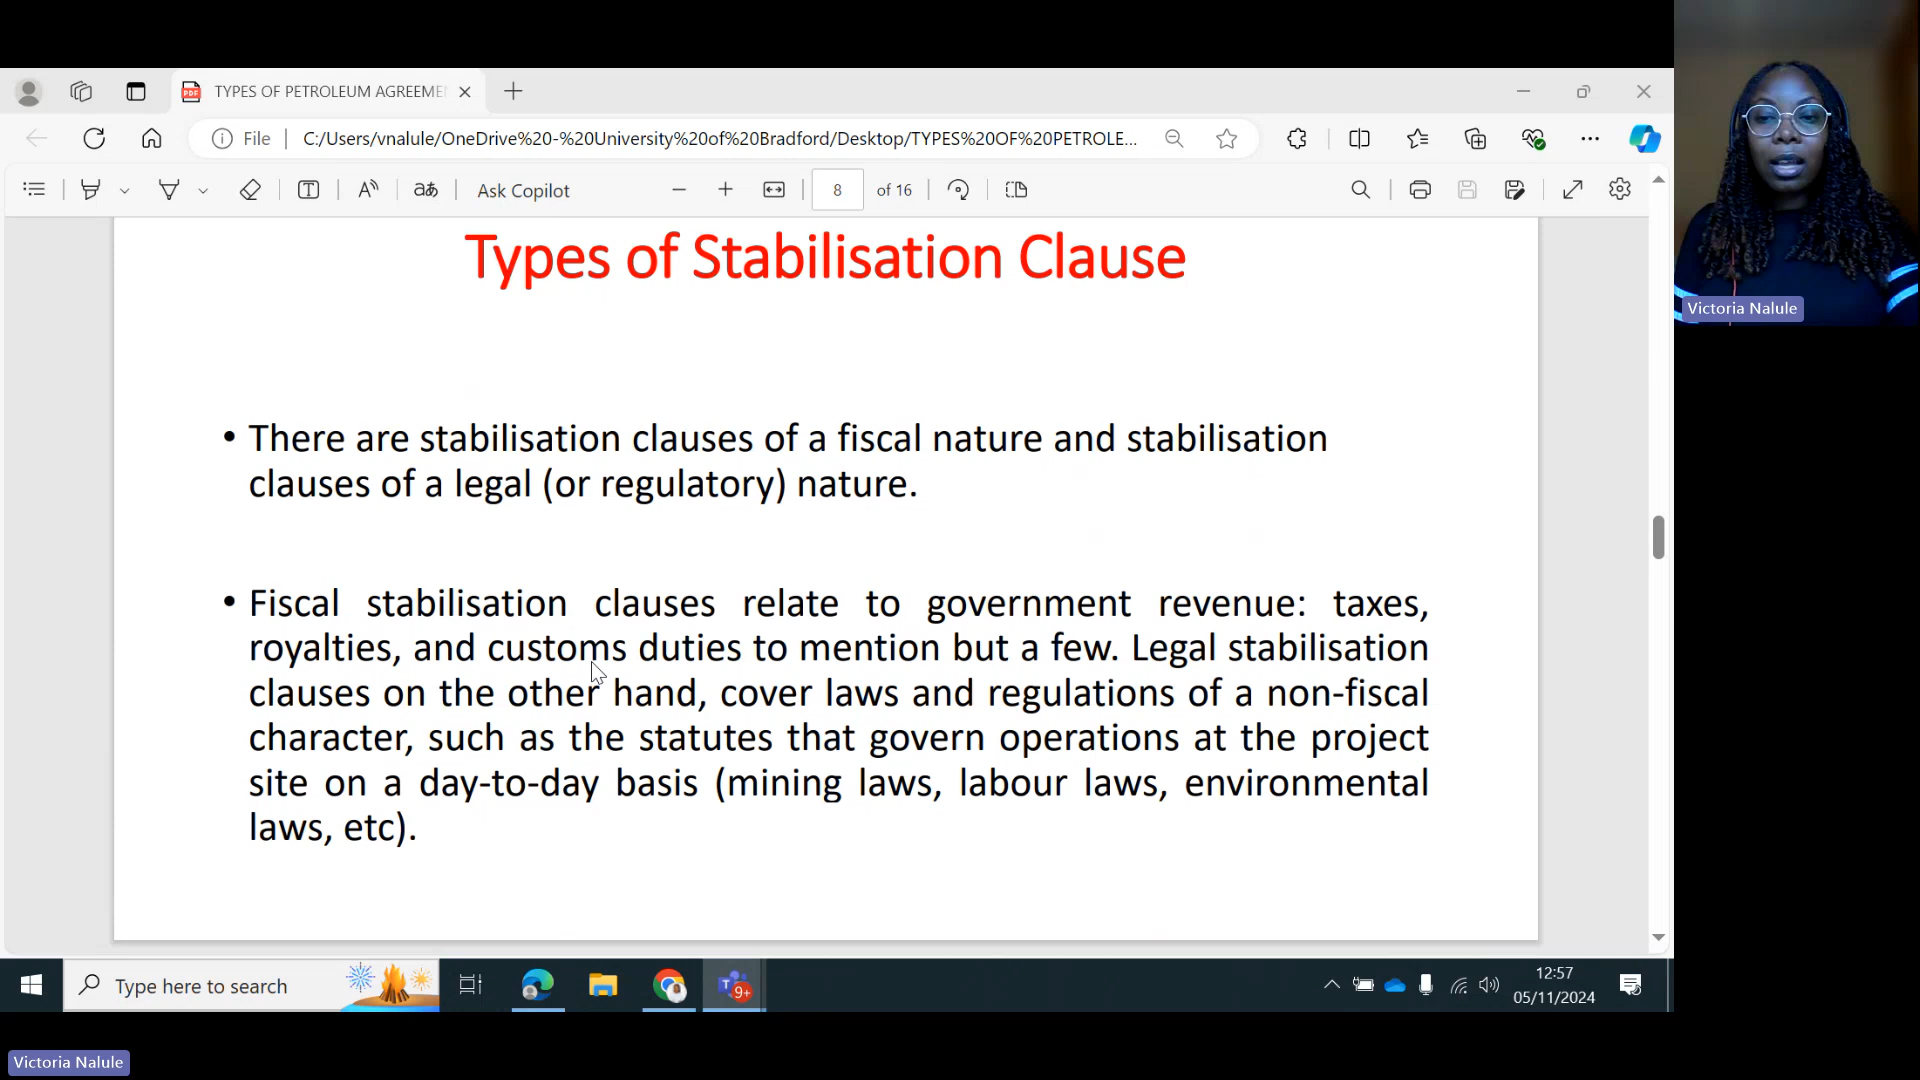 TYPES OF PETROLEUM AGREEME
File
C:/Users/vnalule/OneDrive%20-%20University%20of%20Bradford/Desktop/TYPES%20OF%20PETROLE...
Ask Copilot
8
of 16
Types of Stabilisation Clause
• There are stabilisation clauses of a fiscal nature and stabilisation
clauses of a legal (or regulatory) nature.
• Fiscal stabilisation clauses relate to government revenue: taxes,
royalties, and customs duties to mention but a few. Legal stabilisation
clauses on the other hand, cover laws and regulations of a non-fiscal
character, such as the statutes that govern operations at the project
site on a day-to-day basis (mining laws, labour laws, environmental
laws, etc).
Victoria Nalule
Type here to search
9+
12:57
05/11/2024
Victoria Nalule